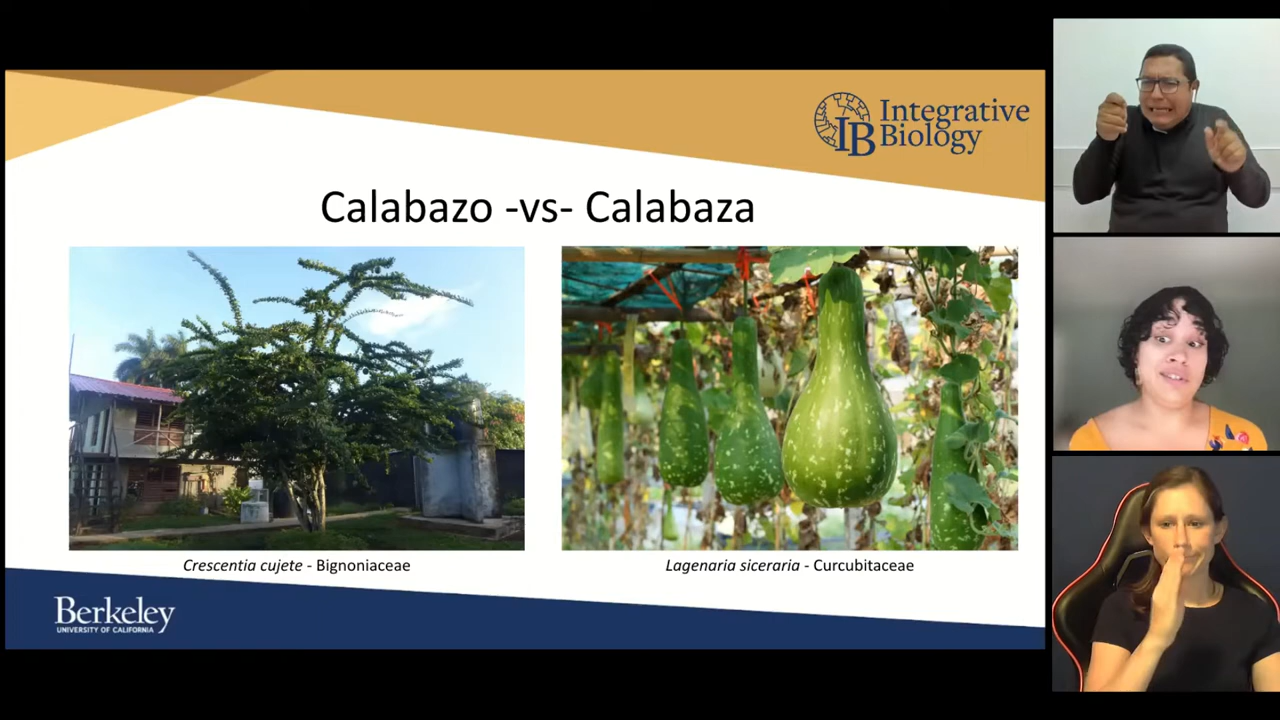 Integrative
IB Biology
Calabazo -vs- Calabaza
Crescentia cujete - Bignoniaceae
Lagenaria siceraria - Curcubitaceae
Berkeley
UNIVERSITY OF CALIFORNIA